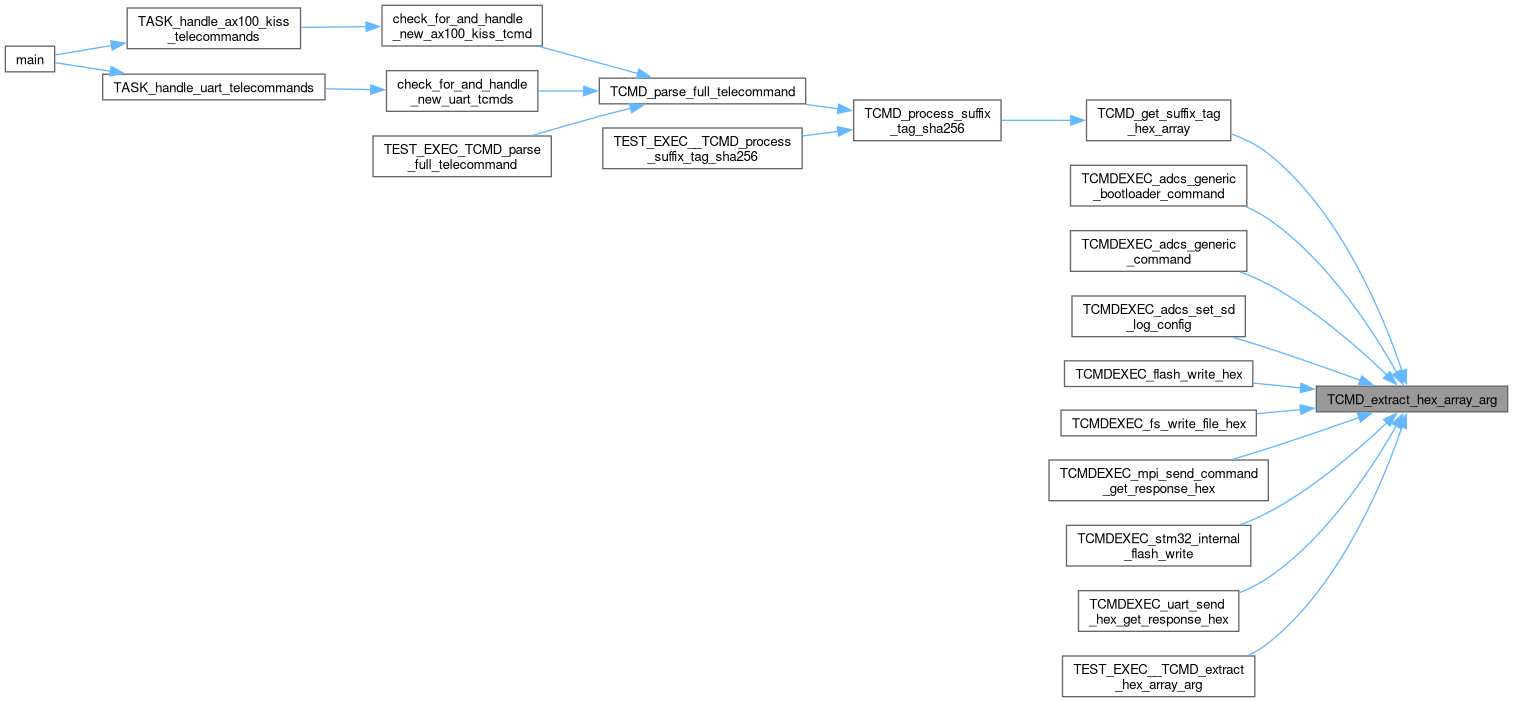 main
TASK_handle_ax100_kiss
_telecommands
TASK_handle_uart_telecommands
check_for_and_handle
_new_ax100_kiss_tcmd
check_for_and_handle
_new_uart_tcmds
TEST_EXEC_TCMD_parse
_full_telecommand
TCMD_parse_full_telecommand
TEST_EXEC__TCMD_process
_suffix_tag_sha256
TCMD_process_suffix
_tag_sha256
TCMD_get_suffix_tag
_hex_array
TCMDEXEC_adcs_generic
_bootloader_command
TCMDEXEC_adcs_generic
_command
TCMDEXEC_adcs_set_sd
_log_config
TCMDEXEC_flash_write_hex
TCMDEXEC_fs_write_file_hex
TCMDEXEC_mpi_send_command
_get_response_hex
TCMDEXEC_stm32_internal
_flash_write
TCMDEXEC_uart_send
_hex_get_response_hex
TEST_EXEC__TCMD_extract
_hex_array_arg
TCMD_extract_hex_array_arg